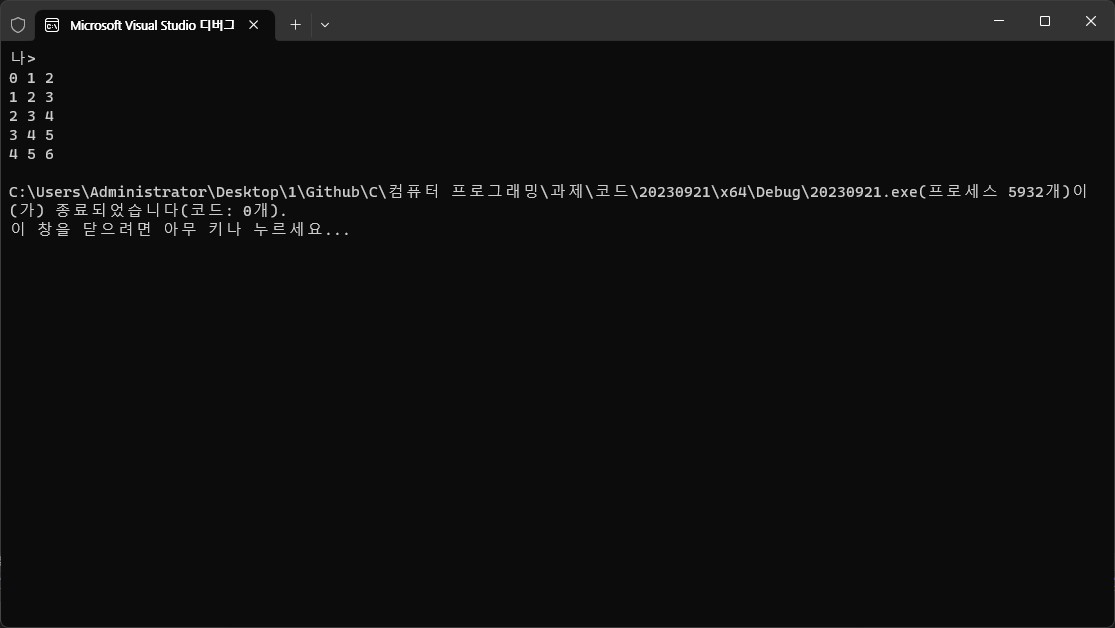 Microsoft Visual Studio 디버그
나>
0 1 2
1 2 3
2 3 4
3 4 5
4 5 6
C:\Users\Administrator\Desktop\1\Github\C\컴퓨터 프로그래밍\과제\코드\20230921\x64\Debug\20230921.exe(프로세스 5932개)이
(가) 종료되었습니다(코드: 0개).
이 창을 닫으려면 아무 키나 누르세요...